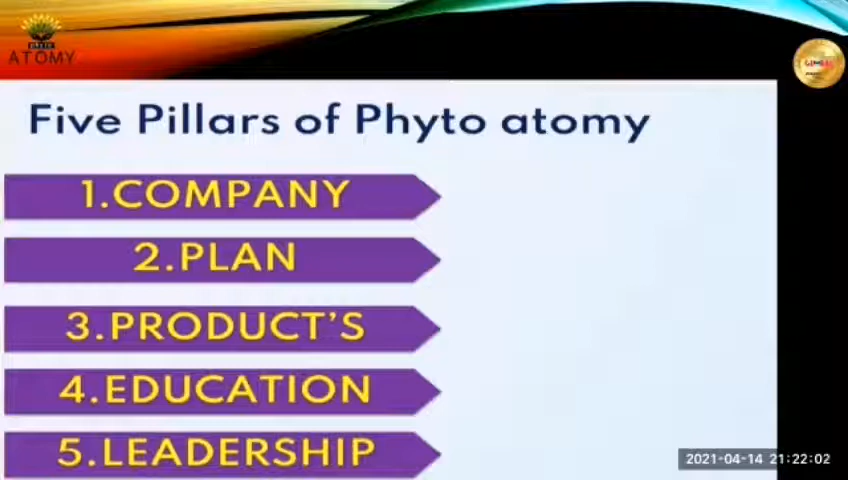 ATOMY
Five Pillars of Phyto atomy
1.COMPANY
2.PLAN
3.PRODUCT'S
4.EDUCATION
5.LEADERSHIP
2021-04-14 21:22:02